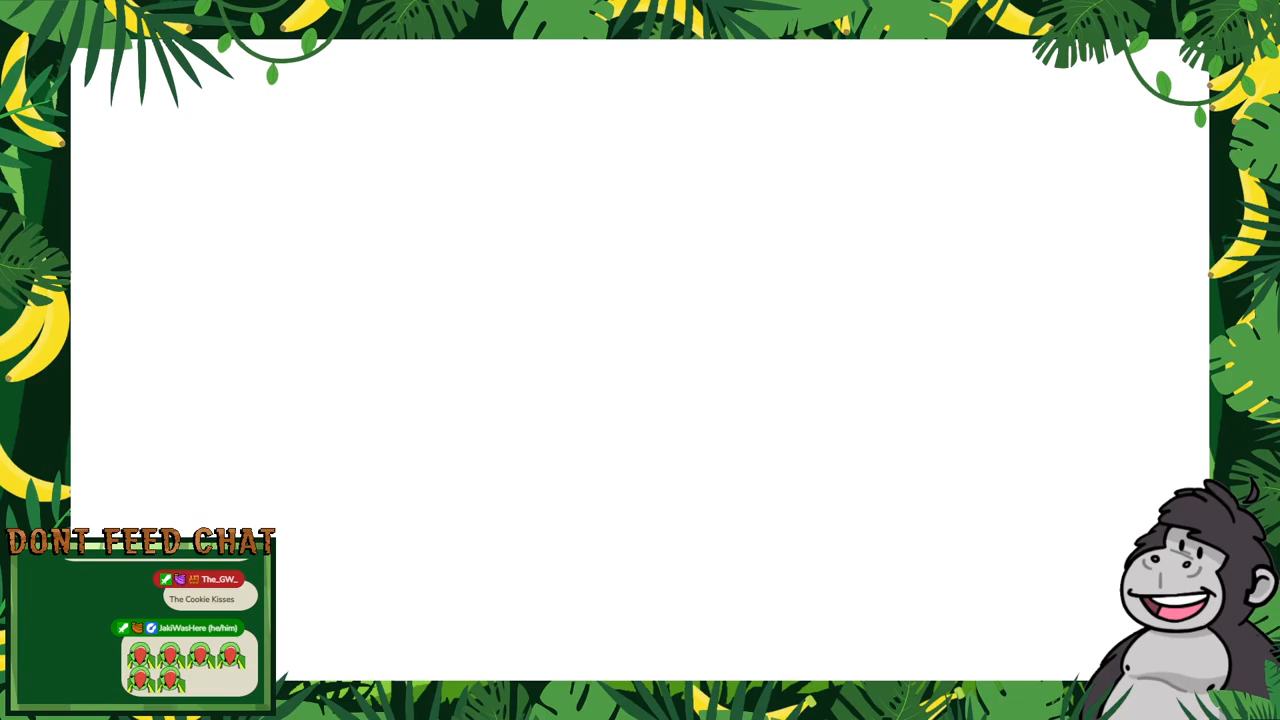 DONT FEED CHAT
The_GW_
The Cookie Kisses
JakiWasHere (he/him)